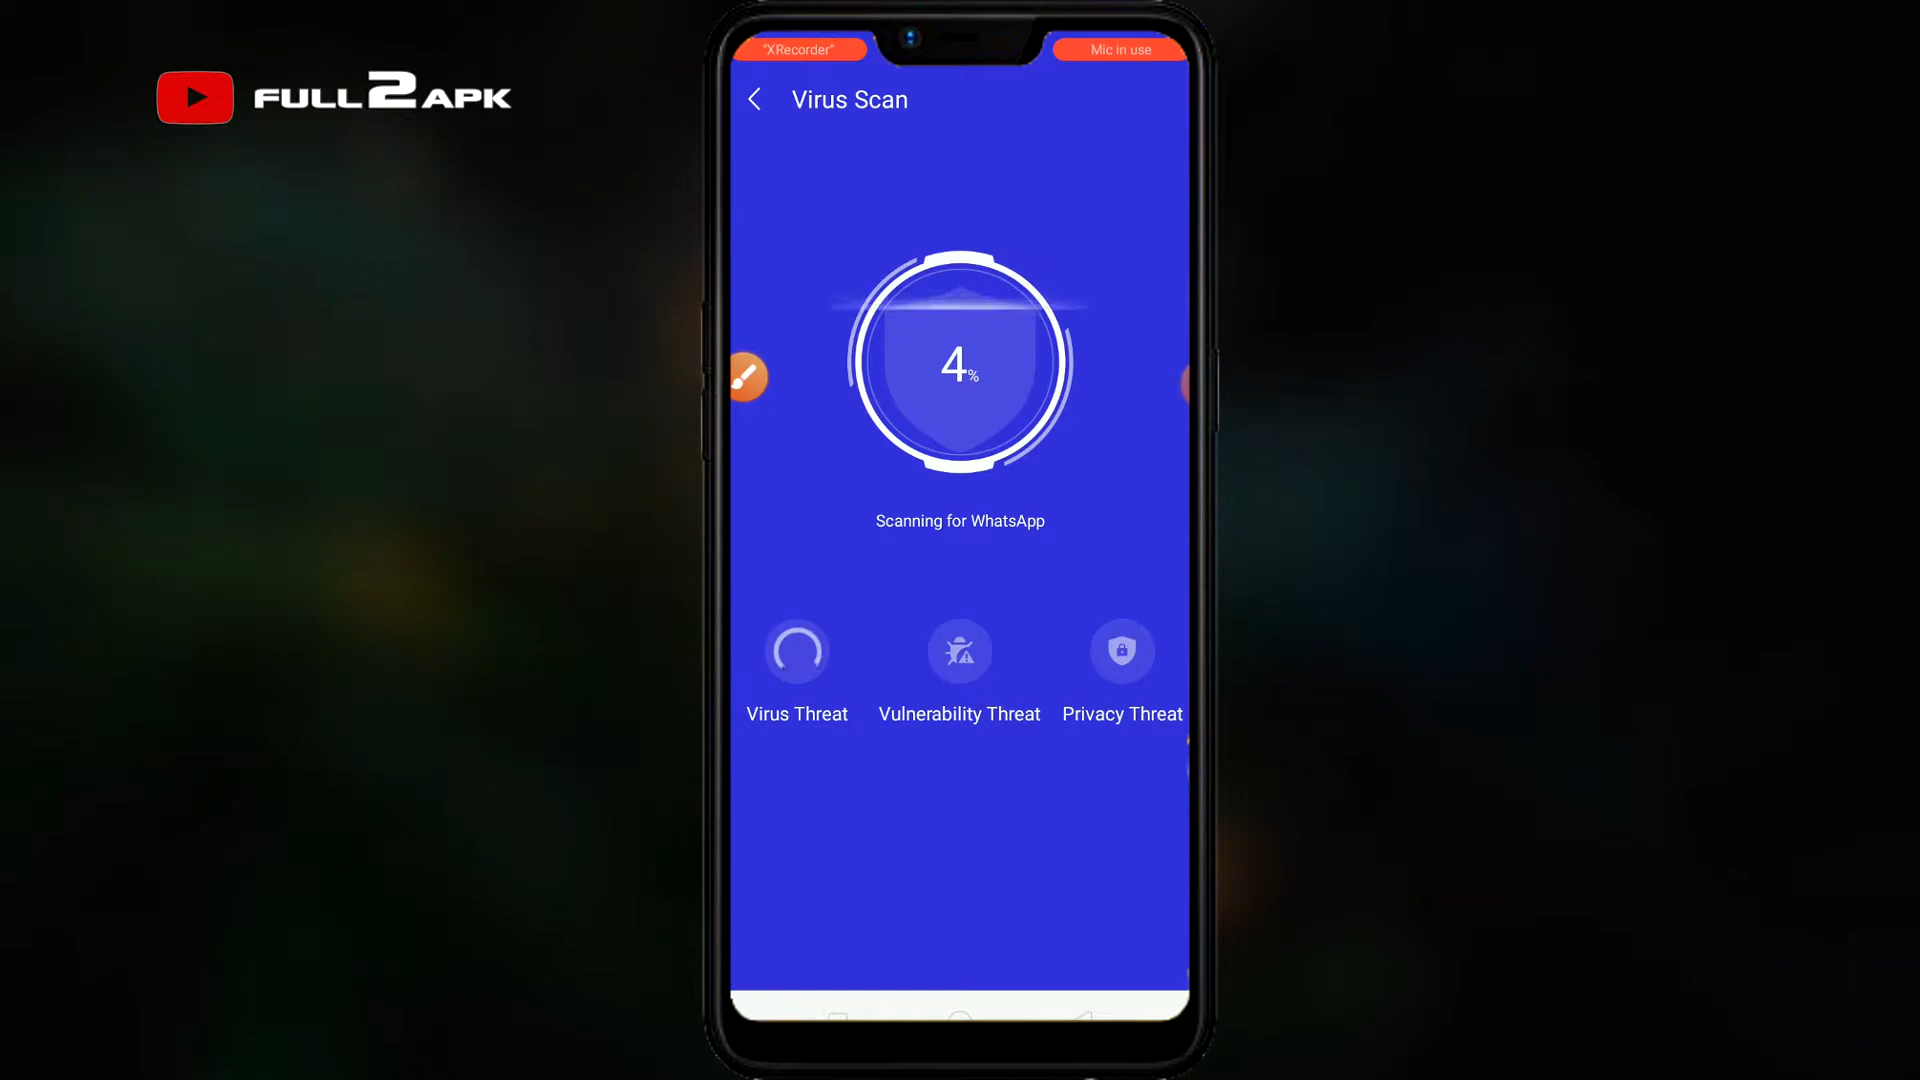 "XRecorder"
Mic in use
FULL2APK
Virus Scan
4%
Scanning for WhatsApp
Virus Threat
Vulnerability Threat
Privacy Threat